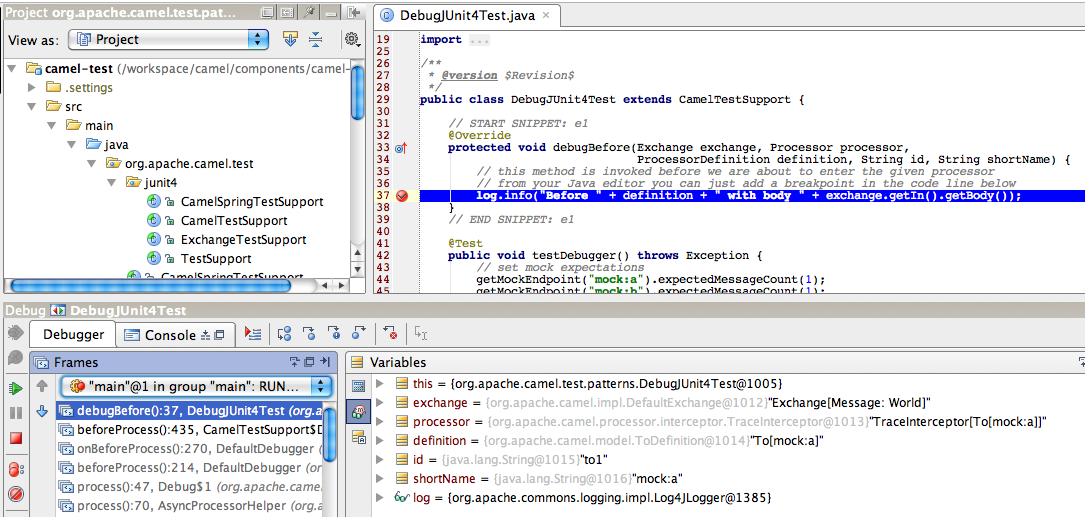 Project org.apache.camel.test.pat...
View as: Project
camel-test (/workspace/camel/components/camel-
.settings
src
main
java
org.apache.camel.test
junit4
CamelSpringTestSupport
CamelTestSupport
ExchangeTestSupport
TestSupport
CamelSpringTestSupport
DebugJUnit4Test.java
19 import ...
25
26 /**
27 * @version $Revision$
28 */
29 public class DebugJUnit4Test extends CamelTestSupport {
30
31 // START SNIPPET: e1
32 @Override
33 protected void debugBefore(Exchange exchange, Processor processor,
34 ProcessorDefinition definition, String id, String shortName) {
35 // this method is invoked before we are about to enter the given processor
36 // from your Java editor you can just add a breakpoint in the code line below
37 log.info("Before " + definition + " with body " + exchange.getIn().getBody());
38 }
39 // END SNIPPET: e1
40
41 @Test
42 public void testDebugger() throws Exception {
43 // set mock expectations
44 getMockEndpoint("mock:a").expectedMessageCount(1);
45 getMockEndpoint("mock:b").expectedMessageCount(1);
Debug DebugJUnit4Test
Debugger Console
Frames
"main"@1 in group "main": RUN...
debugBefore():37, DebugJUnit4Test (org.a
beforeProcess():435, CamelTestSupport$D
onBeforeProcess():270, DefaultDebugger (
beforeProcess():214, DefaultDebugger (org
process():47, Debug$1 (org.apache.camel.
process():70, AsyncProcessorHelper (org.a
Variables
this = {org.apache.camel.test.patterns.DebugJUnit4Test@1005}
exchange = {org.apache.camel.impl.DefaultExchange@1012}"Exchange[Message: World]"
processor = {org.apache.camel.processor.interceptor.TraceInterceptor@1013}"TraceInterceptor[To[mock:a]]"
definition = {org.apache.camel.model.ToDefinition@1014}"To[mock:a]"
id = {java.lang.String@1015}"to1"
shortName = {java.lang.String@1016}"mock:a"
log = {org.apache.commons.logging.impl.Log4JLogger@1385}